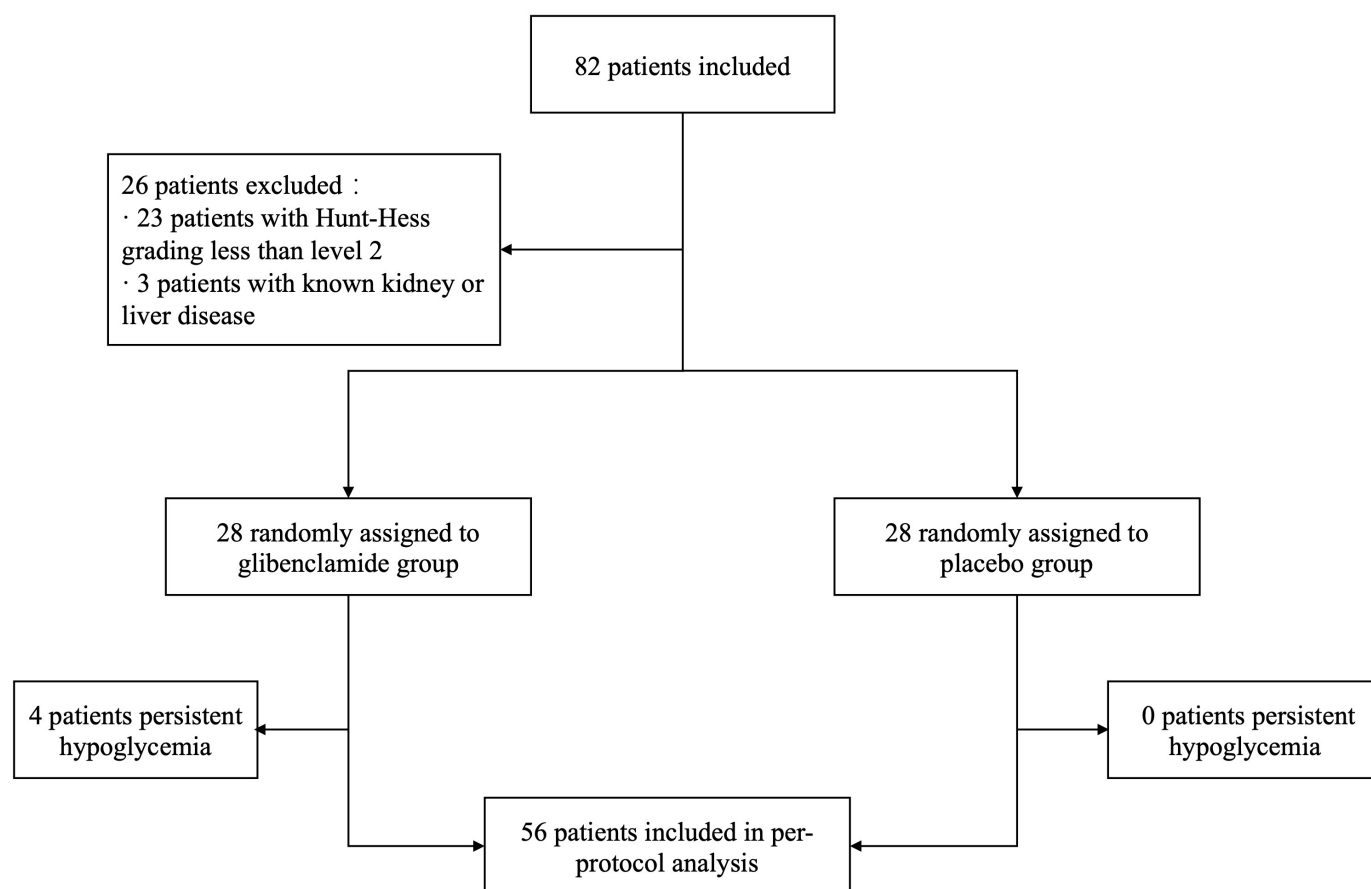 82 patients included
26 patients excluded：
· 23 patients with Hunt-Hess
grading less than level 2
· 3 patients with known kidney or
liver disease
28 randomly assigned to
glibenclamide group
28 randomly assigned to
placebo group
4 patients persistent
hypoglycemia
0 patients persistent
hypoglycemia
56 patients included in per-
protocol analysis